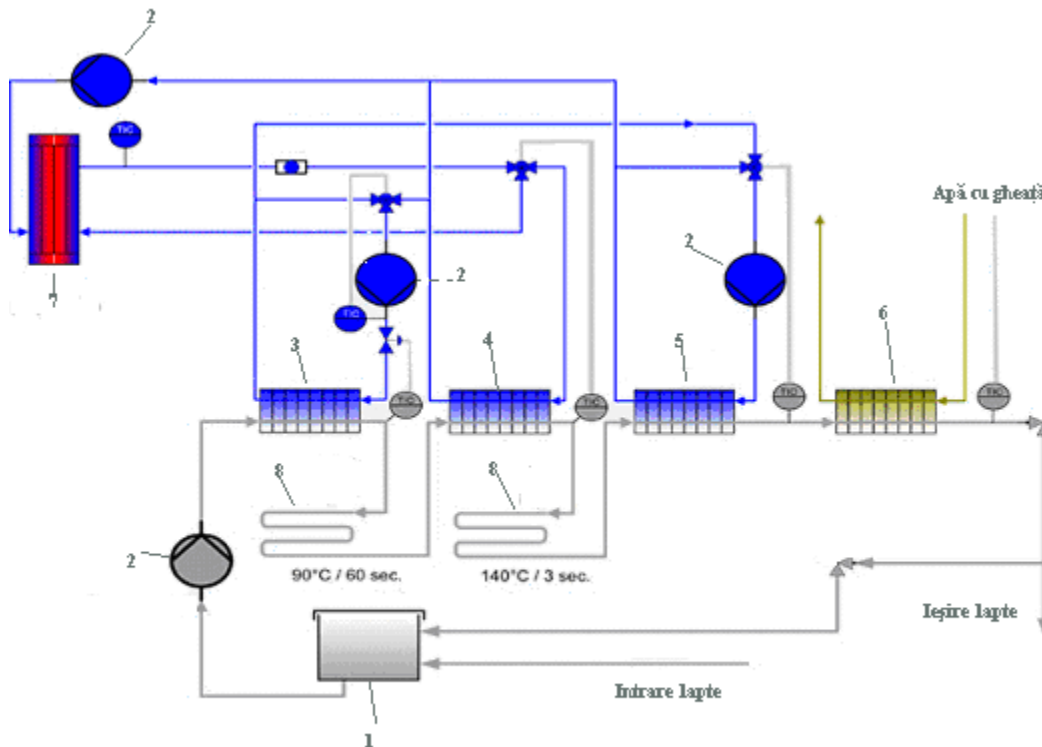 2
TIC
Apă cu gheață
2
2
TIC
7
3
4
5
6
TIC
TIC
TIC
TIC
8
8
2
90°C / 60 sec.
140°C / 3 sec.
Ieșire lapte
Intrare lapte
1